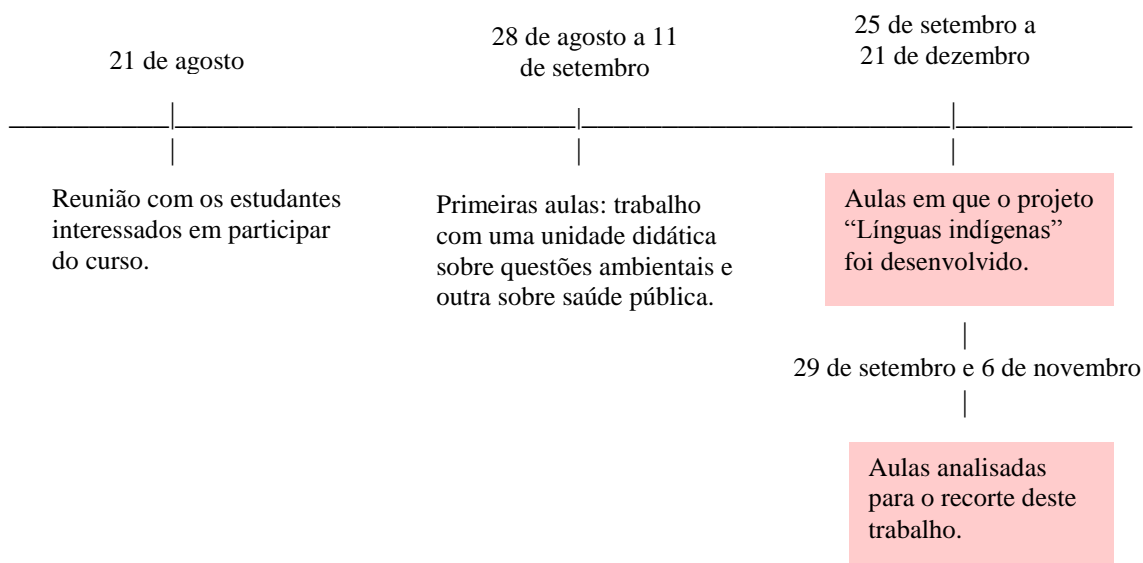 21 de agosto
28 de agosto a 11
de setembro
25 de setembro a
21 de dezembro
Reunião com os estudantes
interessados em participar
do curso.
Primeiras aulas: trabalho
com uma unidade didática
sobre questões ambientais e
outra sobre saúde pública.
Aulas em que o projeto
“Línguas indígenas”
foi desenvolvido.
29 de setembro e 6 de novembro
Aulas analisadas
para o recorte deste
trabalho.